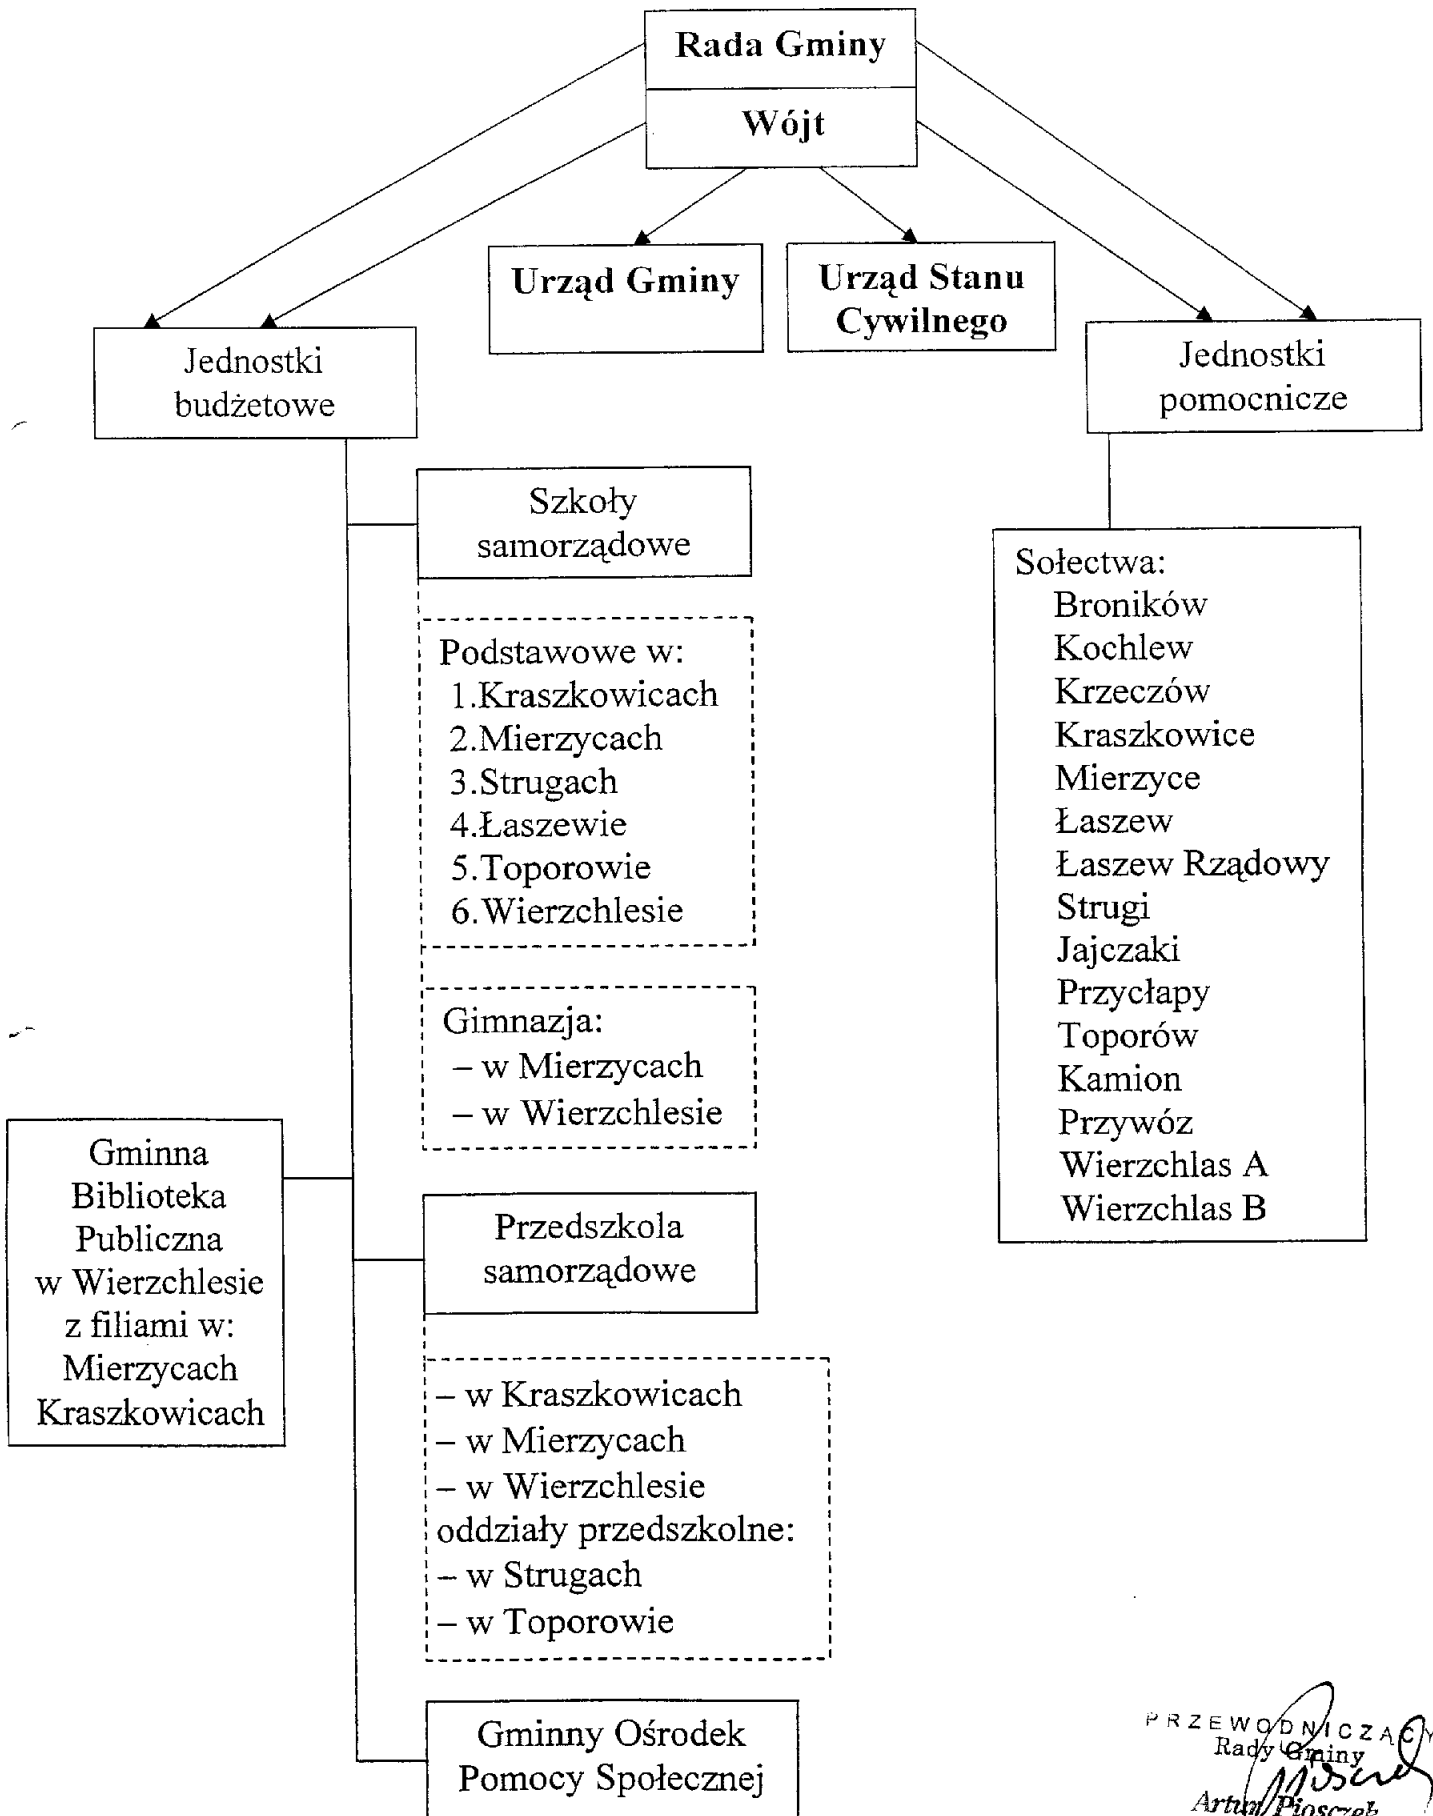 Rada Gminy
Wójt
Urząd Gminy
Urząd Stanu
Cywilnego
Jednostki
budżetowe
Jednostki
pomocnicze
Szkoły
samorządowe
Podstawowe w:
1.Kraszkowicach
2.Mierzycach
3.Strugach
4.Łaszewie
5.Toporowie
6.Wierzchlesie
Gimnazja:
– w Mierzycach
– w Wierzchlesie
Sołectwa:
Broników
Kochlew
Krzeczów
Kraszkowice
Mierzyce
Łaszew
Łaszew Rządowy
Strugi
Jajczaki
Przycłapy
Toporów
Kamion
Przywóz
Wierzchlas A
Wierzchlas B
Gminna
Biblioteka
Publiczna
w Wierzchlesie
z filiami w:
Mierzycach
Kraszkowicach
Przedszkola
samorządowe
– w Kraszkowicach
– w Mierzycach
– w Wierzchlesie
oddziały przedszkolne:
– w Strugach
– w Toporowie
Gminny Ośrodek
Pomocy Społecznej
PRZEWODNICZĄCY
Rady Gminy
Artur